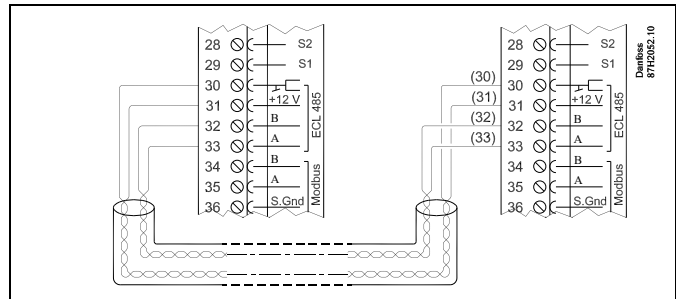 28 S2
29 S1
30
31 +12 V
32 B
33 A
34 B
35 A
36 S.Gnd
ECL 485
Modbus
(30)
(31)
(32)
(33)
28 S2
29 S1
30
31 +12 V
32 B
33 A
34 B
35 A
36 S.Gnd
ECL 485
Modbus
Danfoss
87H2052.10